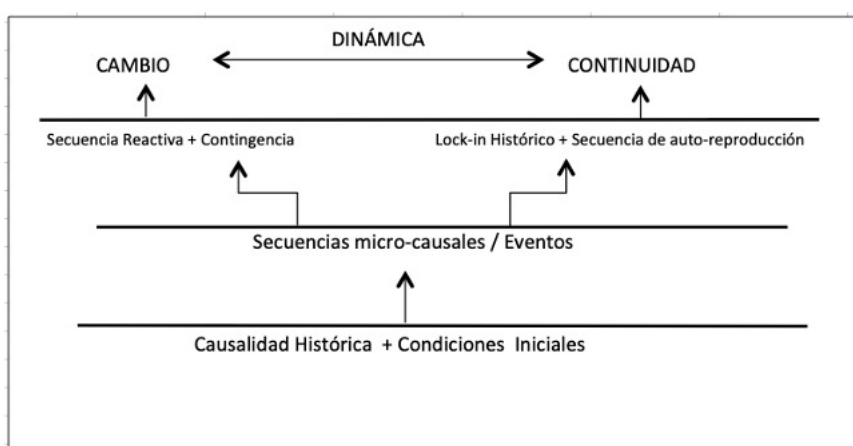 DINÁMICA
CAMBIO
CONTINUIDAD
Secuencia Reactiva + Contingencia
Lock-in Histórico + Secuencia de auto-reproducción
Secuencias micro-causales / Eventos
Causalidad Histórica + Condiciones Iniciales